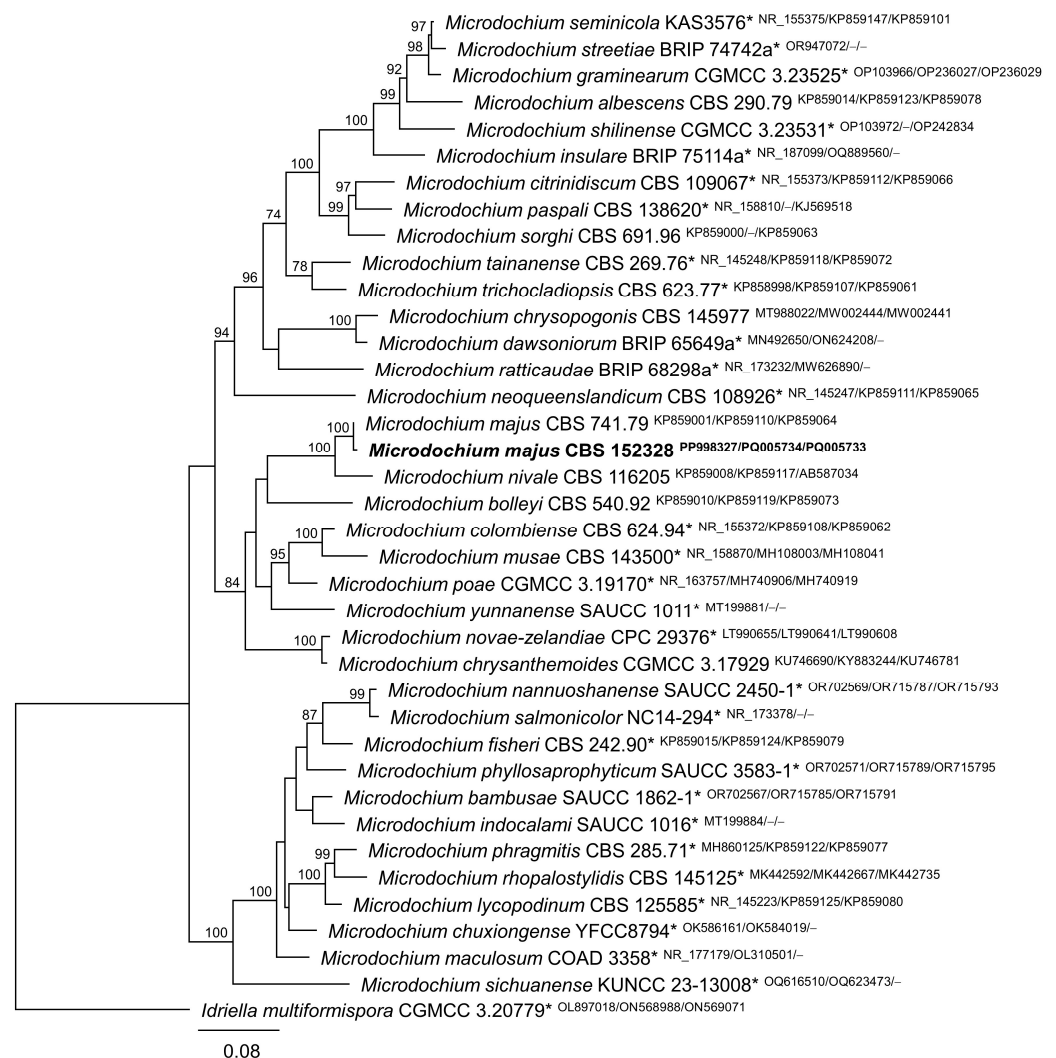 97 Microdochium seminicola KAS3576* NR_155375/KP859147/KP859101
98 Microdochium streetiae BRIP 74742a* OR947072/–/–
Microdochium graminearum CGMCC 3.23525* OP103966/OP236027/OP236029
92
99 Microdochium albescens CBS 290.79 KP859014/KP859123/KP859078
100 Microdochium shilinense CGMCC 3.23531* OP103972/–/OP242834
Microdochium insulare BRIP 75114a* NR_187099/OQ889560/–
100
97 Microdochium citrinidiscum CBS 109067* NR_155373/KP859112/KP859066
74 99 Microdochium paspali CBS 138620* NR_158810/–/KJ569518
Microdochium sorghi CBS 691.96 KP859000/–/KP859063
78 Microdochium tainanense CBS 269.76* NR_145248/KP859118/KP859072
96 Microdochium trichocladiopsis CBS 623.77* KP858998/KP859107/KP859061
100 Microdochium chrysopogonis CBS 145977 MT988022/MW002444/MW002441
94 Microdochium dawsoniorum BRIP 65649a* MN492650/ON624208/–
Microdochium ratticaudae BRIP 68298a* NR_173232/MW626890/–
Microdochium neoqueenslandicum CBS 108926* NR_145247/KP859111/KP859065
100 Microdochium majus CBS 741.79 KP859001/KP859110/KP859064
100 Microdochium majus CBS 152328 PP998327/PQ005734/PQ005733
Microdochium nivale CBS 116205 KP859008/KP859117/AB587034
Microdochium bolleyi CBS 540.92 KP859010/KP859119/KP859073
100 Microdochium colombiense CBS 624.94* NR_155372/KP859108/KP859062
95 Microdochium musae CBS 143500* NR_158870/MH108003/MH108041
84 Microdochium poae CGMCC 3.19170* NR_163757/MH740906/MH740919
Microdochium yunnanense SAUCC 1011* MT199881/–/–
100 Microdochium novae-zelandiae CPC 29376* LT990655/LT990641/LT990608
Microdochium chrysanthemoides CGMCC 3.17929 KU746690/KY883244/KU746781
99 Microdochium nannuoshanense SAUCC 2450-1* OR702569/OR715787/OR715793
87 Microdochium salmonicolor NC14-294* NR_173378/–/–
Microdochium fisheri CBS 242.90* KP859015/KP859124/KP859079
Microdochium phyllosaprophyticum SAUCC 3583-1* OR702571/OR715789/OR715795
Microdochium bambusae SAUCC 1862-1* OR702567/OR715785/OR715791
Microdochium indocalami SAUCC 1016* MT199884/–/–
99 Microdochium phragmitis CBS 285.71* MH860125/KP859122/KP859077
100 Microdochium rhopalostylidis CBS 145125* MK442592/MK442667/MK442735
100 Microdochium lycopodinum CBS 125585* NR_145223/KP859125/KP859080
100 Microdochium chuxiongense YFCC8794* OK586161/OK584019/–
Microdochium maculosum COAD 3358* NR_177179/OL310501/–
Microdochium sichuanense KUNCC 23-13008* OQ616510/OQ623473/–
Idriella multiformispora CGMCC 3.20779* OL897018/ON568988/ON569071
0.08